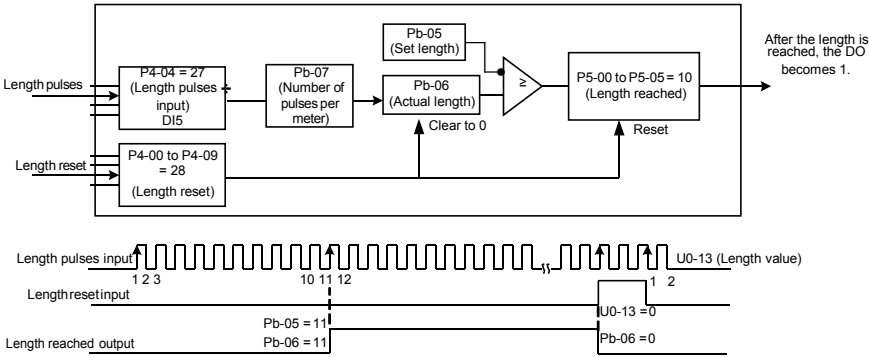 Length pulses
P4-04 = 27
(Length pulses
input)
DI5
÷
Pb-07
(Number of
pulses per
meter)
Pb-05
(Set length)
Pb-06
(Actual length)
≥
P5-00 to P5-05 = 10
(Length reached)
After the length is
reached, the DO
becomes 1.
Clear to 0
Reset
Length reset
P4-00 to P4-09
= 28
(Length reset)
Length pulses input
U0-13 (Length value)
1 2 3
10 11 12
1 2
Length reset input
U0-13 = 0
Pb-05 = 11
Pb-06 = 11
Pb-06 = 0
Length reached output